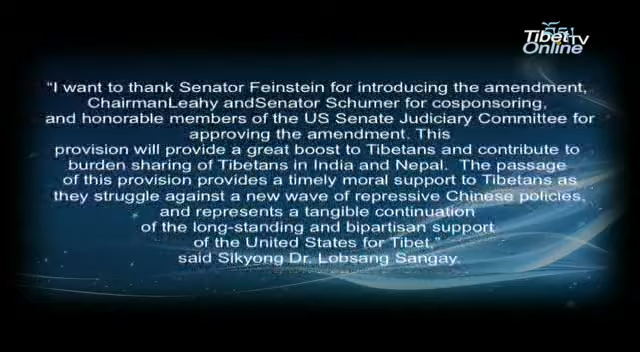 TibetTV
Online
"I want to thank Senator Feinstein for introducing the amendment,
ChairmanLeahy andSenator Schumer for cosponsoring,
and honorable members of the US Senate Judiciary Committee for
approving the amendment. This
provision will provide a great boost to Tibetans and contribute to
burden sharing of Tibetans in India and Nepal. The passage
of this provision provides a timely moral support to Tibetans as
they struggle against a new wave of repressive Chinese policies,
and represents a tangible continuation
of the long-standing and bipartisan support
of the United States for Tibet,"
said Sikyong Dr. Lobsang Sangay.